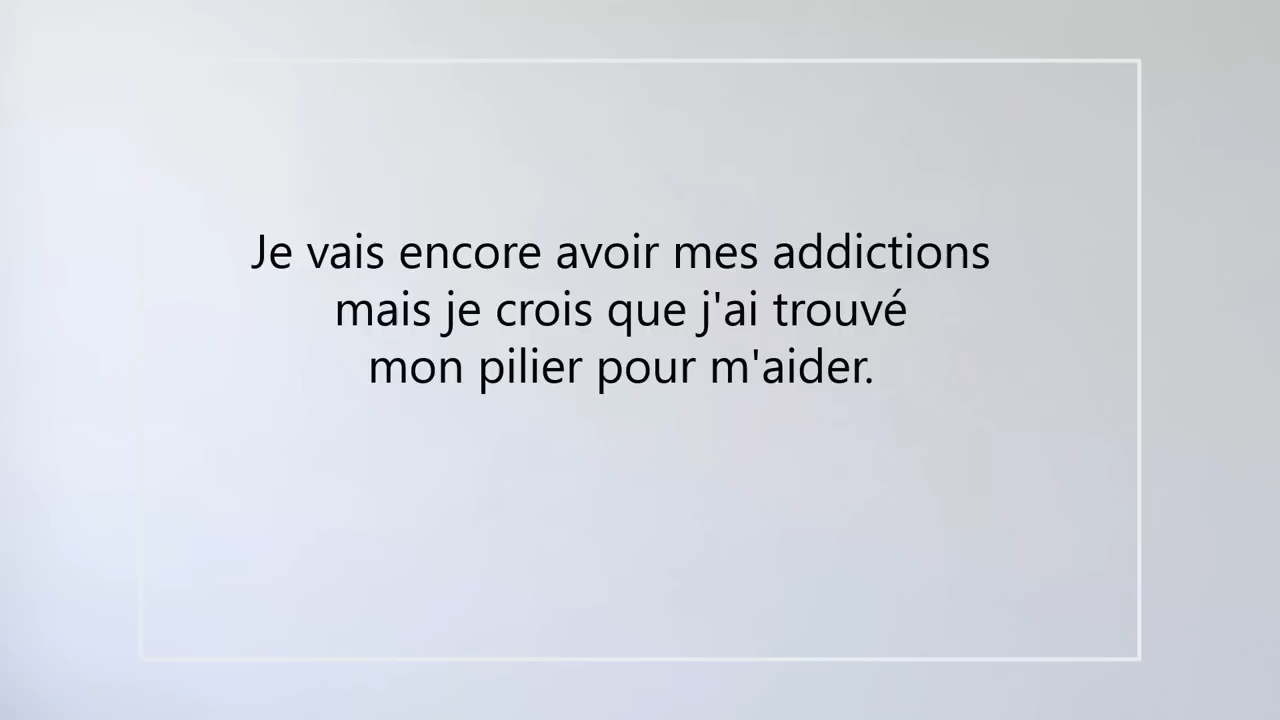 Je vais encore avoir mes addictions
mais je crois que j'ai trouvé
mon pilier pour m'aider.